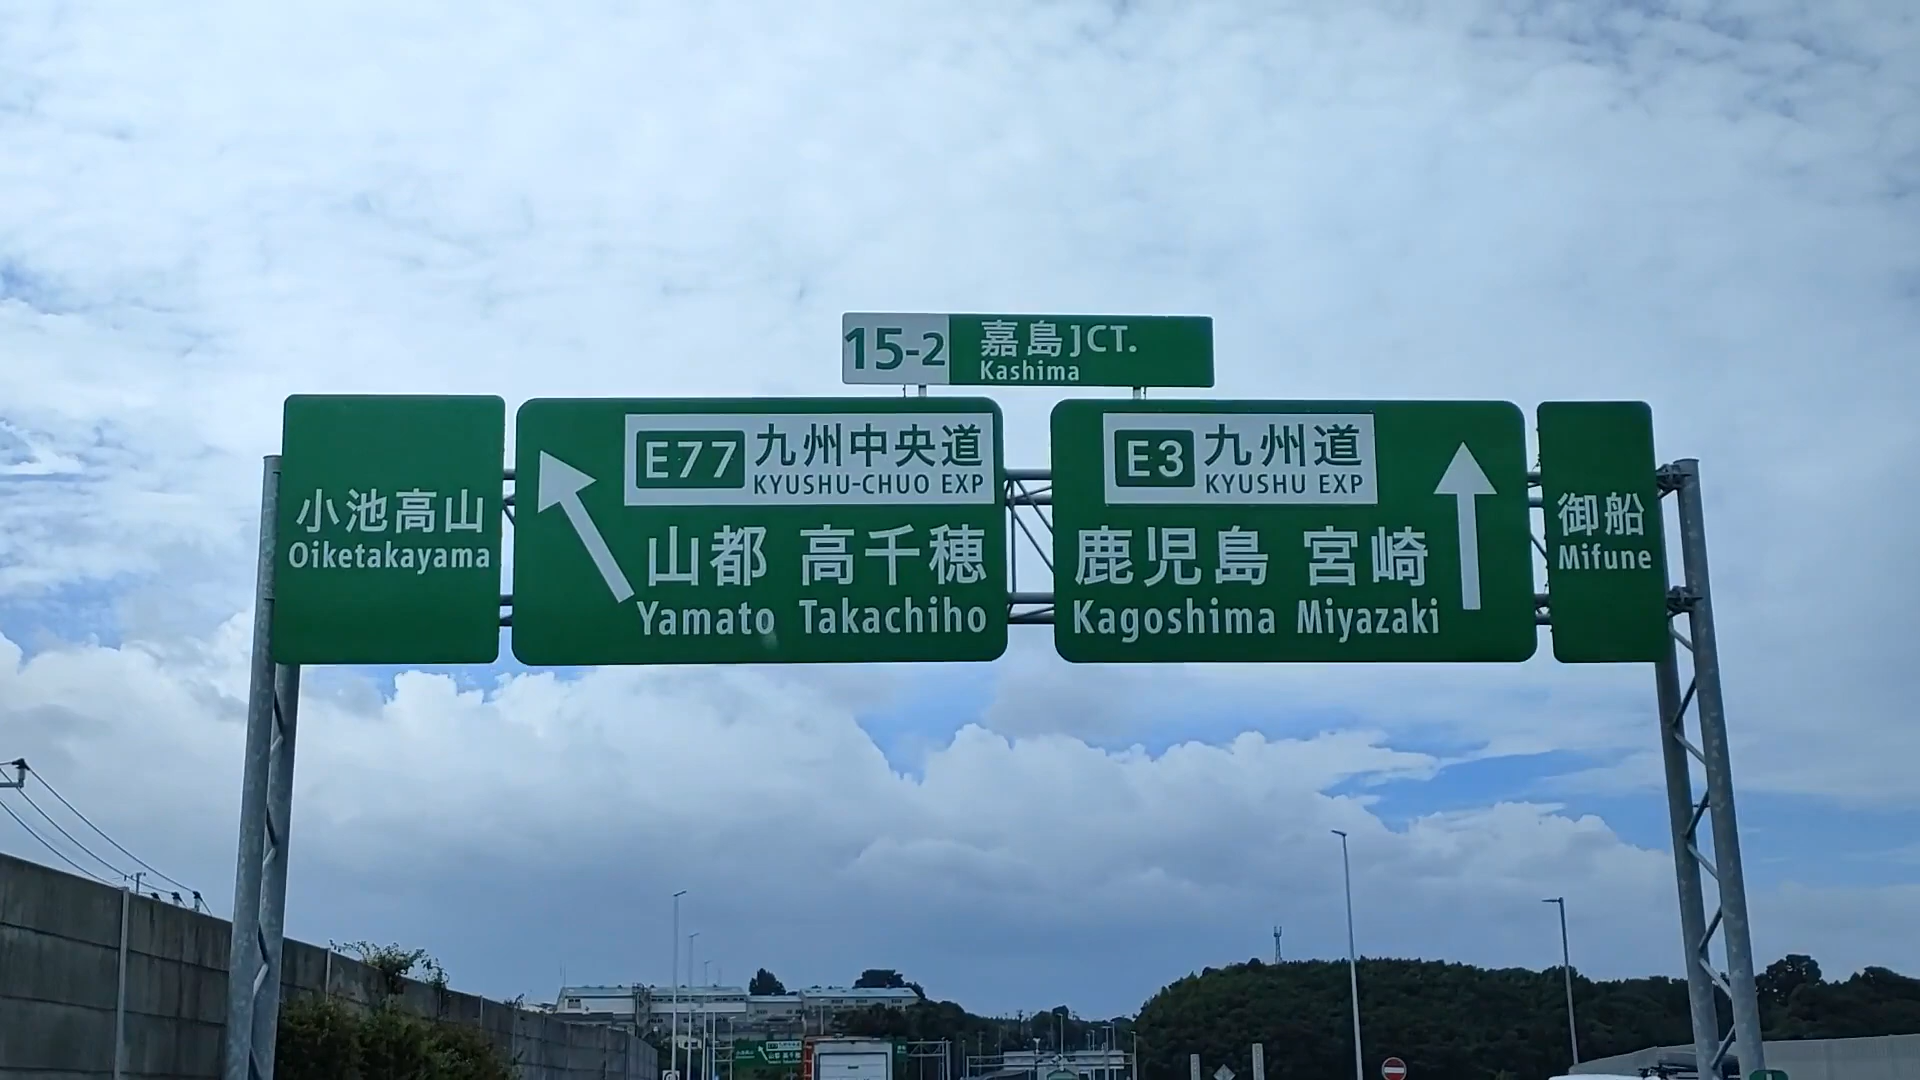 15-2 嘉島JCT.
Kashima
小池高山
Oiketakayama
E77 九州中央道
KYUSHU-CHUO EXP
山都 高千穂
Yamato Takachiho
E3 九州道
KYUSHU EXP
鹿児島 宮崎
Kagoshima Miyazaki
御船
Mifune